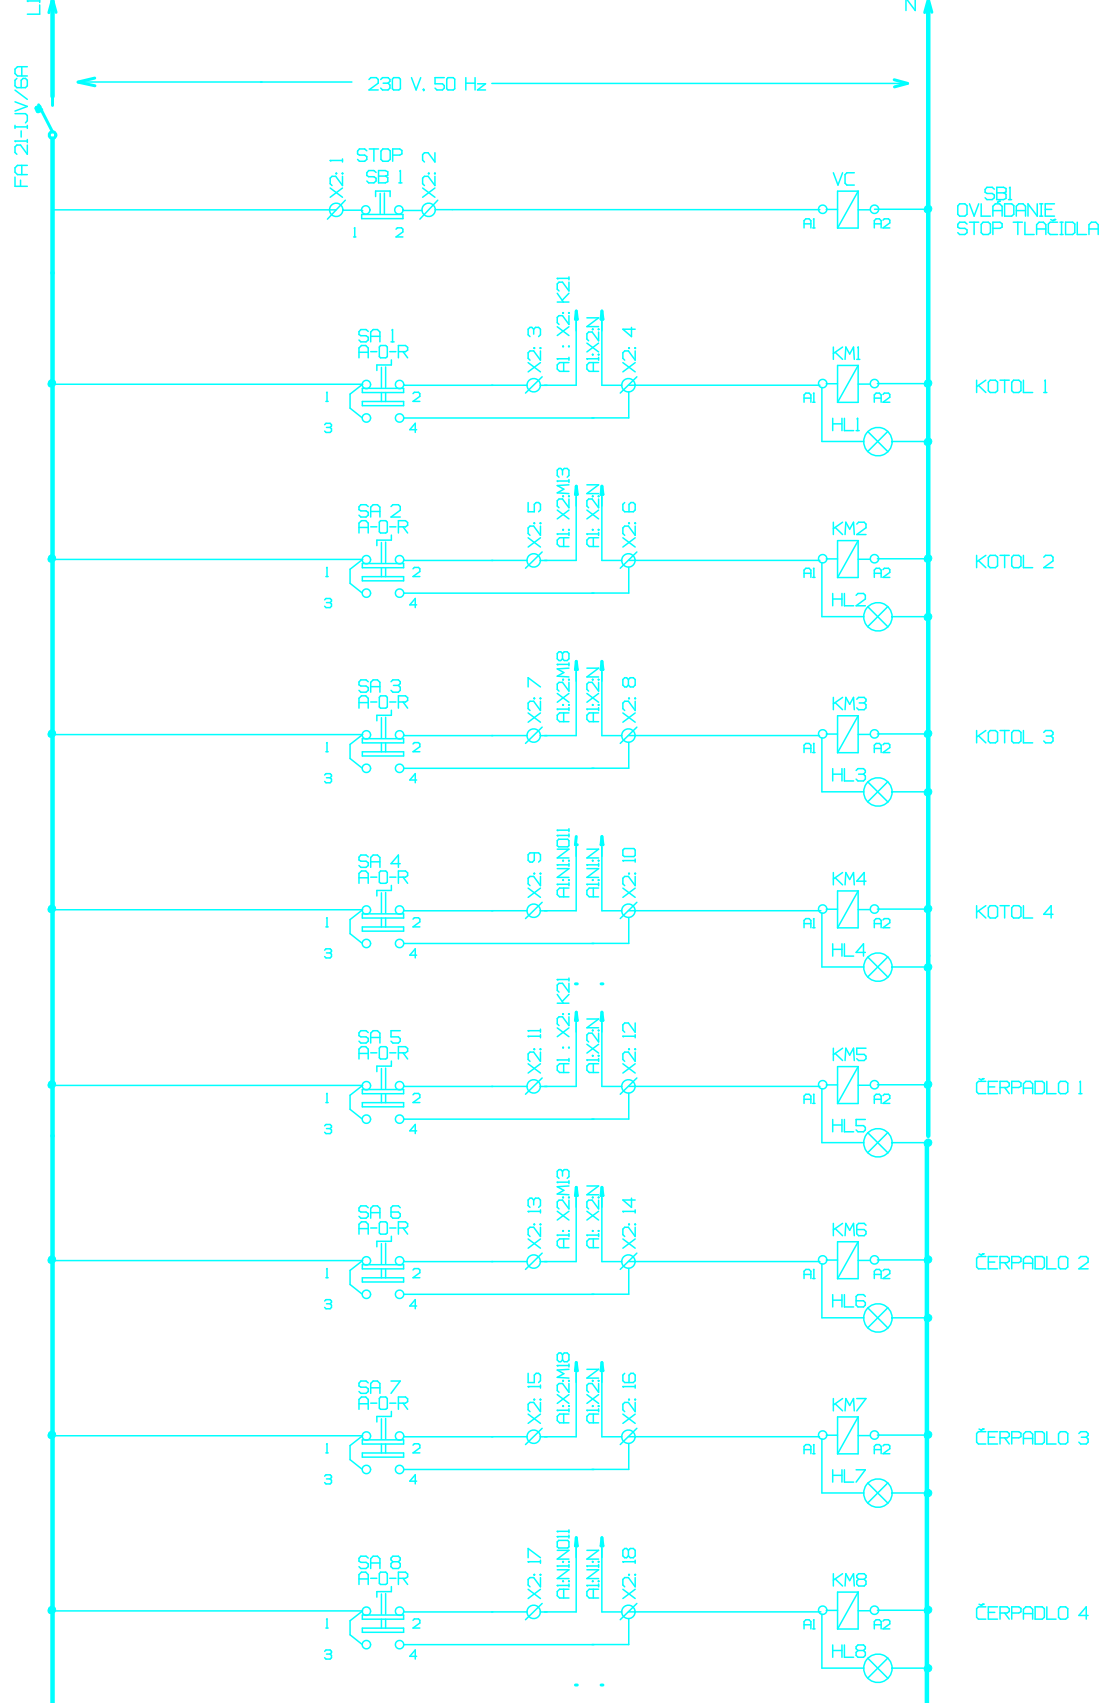 L1
N
FA 21-1JV/6A
230 V. 50 Hz
STOP
SB 1
X2: 1
X2: 2
1
2
VC
A1
A2
SB1
OVLÁDANIE
STOP TLAČIDLA
SA 1
A-0-R
1
2
3
4
X2: 3
A1 : X2: K21
A1:X2:N
X2: 4
KM1
A1
A2
HL1
KOTOL 1
SA 2
A-0-R
1
2
3
4
X2: 5
A1: X2:M13
A1: X2:N
X2: 6
KM2
A1
A2
HL2
KOTOL 2
SA 3
A-0-R
1
2
3
4
X2: 7
A1:X2:M18
A1:X2:N
X2: 8
KM3
A1
A2
HL3
KOTOL 3
SA 4
A-0-R
1
2
3
4
X2: 9
A1:N1:NO11
A1:N1:N
X2: 10
KM4
A1
A2
HL4
KOTOL 4
SA 5
A-0-R
1
2
3
4
X2: 11
A1 : X2: K21
A1:X2:N
X2: 12
KM5
A1
A2
HL5
ČERPADLO 1
SA 6
A-0-R
1
2
3
4
X2: 13
A1: X2:M13
A1: X2:N
X2: 14
KM6
A1
A2
HL6
ČERPADLO 2
SA 7
A-0-R
1
2
3
4
X2: 15
A1:X2:M18
A1:X2:N
X2: 16
KM7
A1
A2
HL7
ČERPADLO 3
SA 8
A-0-R
1
2
3
4
X2: 17
A1:N1:NO11
A1:N1:N
X2: 18
KM8
A1
A2
HL8
ČERPADLO 4